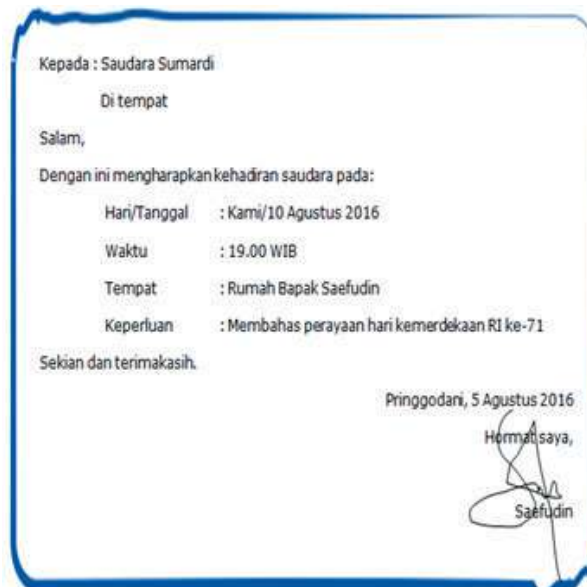 Kepada : Saudara Sumardi
Di tempat
Salam,
Dengan ini mengharapkan kehadiran saudara pada:
Hari/Tanggal : Kami/10 Agustus 2016
Waktu : 19.00 WIB
Tempat : Rumah Bapak Saefudin
Keperluan : Membahas perayaan hari kemerdekaan RI ke-71
Sekian dan terimakasih.
Pringgodani, 5 Agustus 2016
Hormat saya,
Saefudin